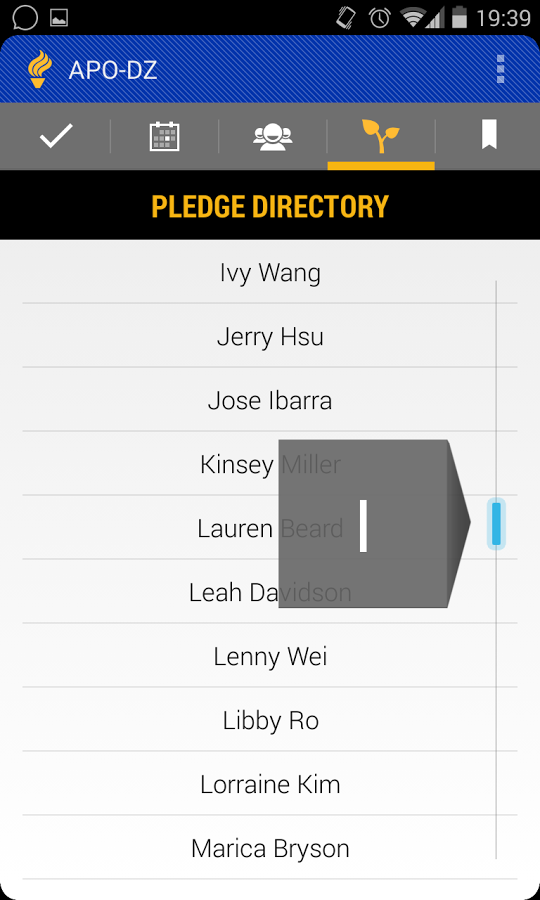 19:39
APO-DZ
PLEDGE DIRECTORY
Ivy Wang
Jerry Hsu
Jose Ibarra
Kinsey Miller
Lauren Beard
I
Leah Davidson
Lenny Wei
Libby Ro
Lorraine Kim
Marica Bryson